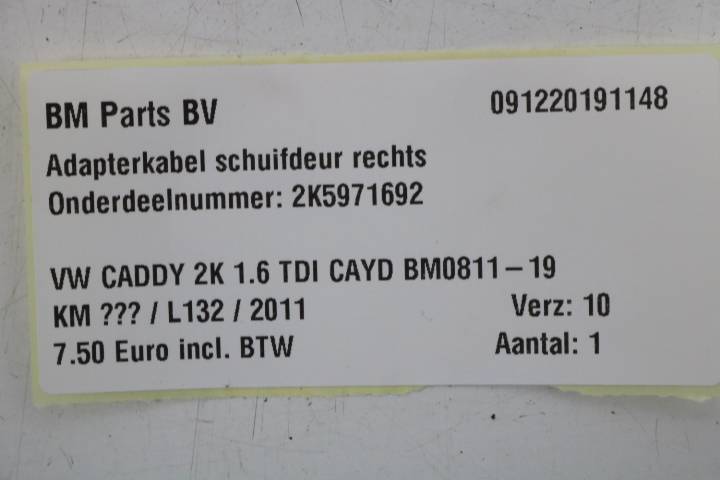 BM Parts BV 091220191148
Adapterkabel schuifdeur rechts
Onderdeelnummer: 2K5971692
VW CADDY 2K 1.6 TDI CAYD BM0811-19
KM ??? / L132 / 2011 Verz: 10
7.50 Euro incl. BTW Aantal: 1